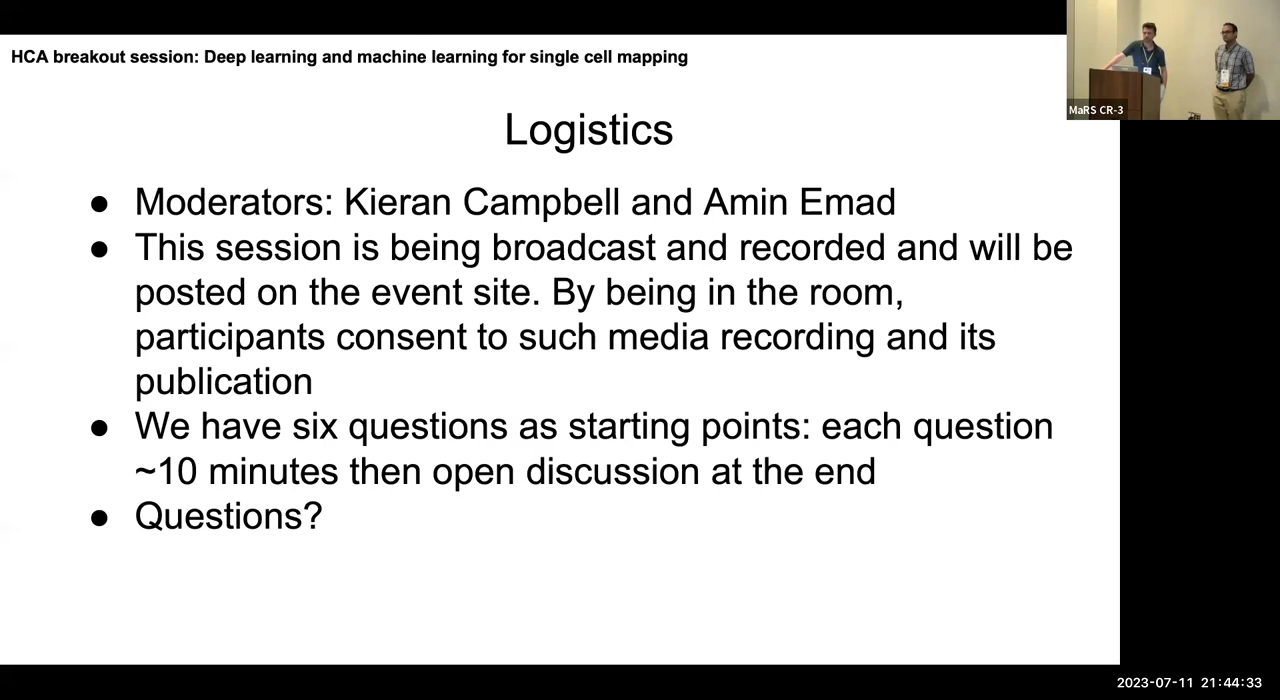 HCA breakout session: Deep learning and machine learning for single cell mapping
MaRS CR-3
Logistics
● Moderators: Kieran Campbell and Amin Emad
● This session is being broadcast and recorded and will be
posted on the event site. By being in the room,
participants consent to such media recording and its
publication
● We have six questions as starting points: each question
~10 minutes then open discussion at the end
● Questions?
2023-07-11 21:44:33